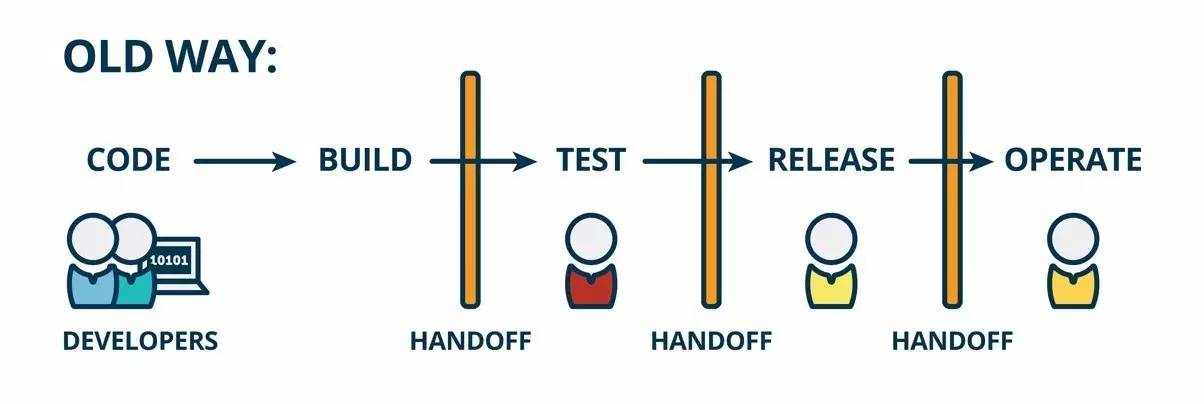 OLD WAY:
CODE BUILD TEST RELEASE OPERATE
10101
DEVELOPERS HANDOFF HANDOFF HANDOFF